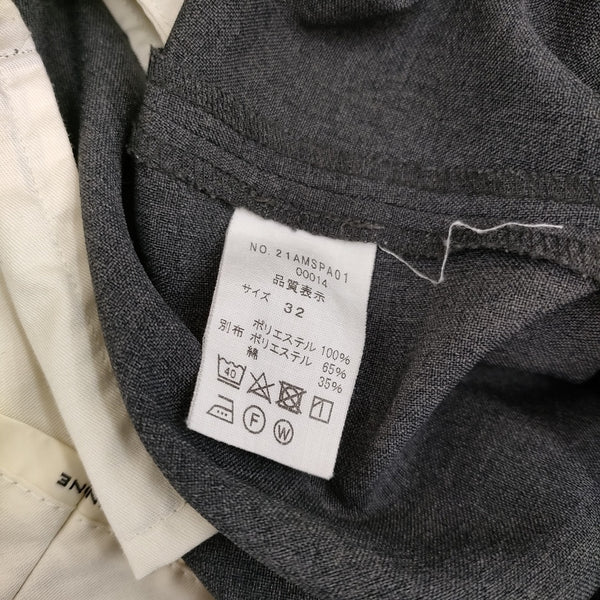 NO. 21AMSPA01
00014
品質表示
サイズ 32
ポリエステル 100%
別布 ポリエステル 65%
綿 35%
40
F
W
NINE